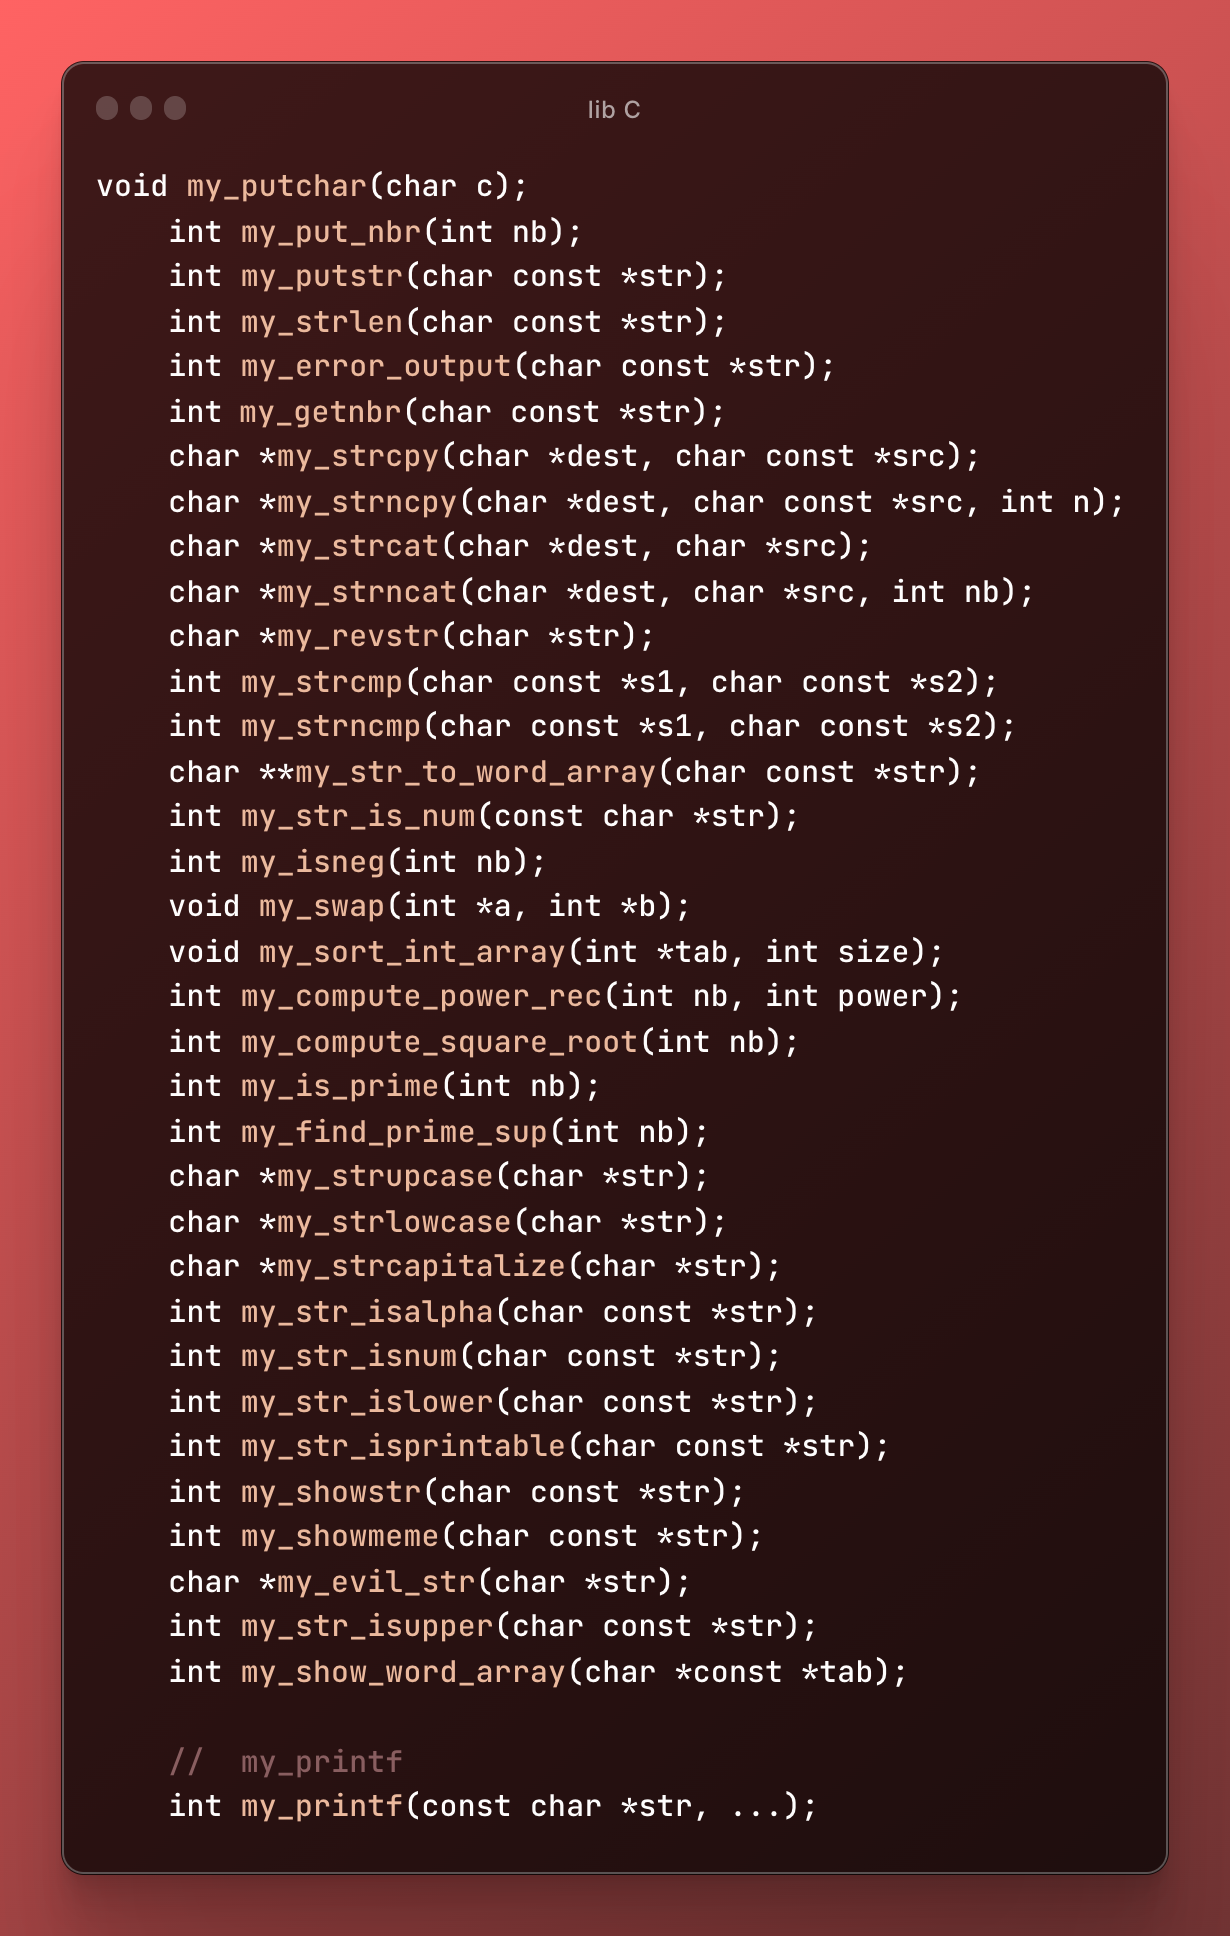 lib C
void my_putchar(char c);
    int my_put_nbr(int nb);
    int my_putstr(char const *str);
    int my_strlen(char const *str);
    int my_error_output(char const *str);
    int my_getnbr(char const *str);
    char *my_strcpy(char *dest, char const *src);
    char *my_strncpy(char *dest, char const *src, int n);
    char *my_strcat(char *dest, char *src);
    char *my_strncat(char *dest, char *src, int nb);
    char *my_revstr(char *str);
    int my_strcmp(char const *s1, char const *s2);
    int my_strncmp(char const *s1, char const *s2);
    char **my_str_to_word_array(char const *str);
    int my_str_is_num(const char *str);
    int my_isneg(int nb);
    void my_swap(int *a, int *b);
    void my_sort_int_array(int *tab, int size);
    int my_compute_power_rec(int nb, int power);
    int my_compute_square_root(int nb);
    int my_is_prime(int nb);
    int my_find_prime_sup(int nb);
    char *my_strupcase(char *str);
    char *my_strlowcase(char *str);
    char *my_strcapitalize(char *str);
    int my_str_isalpha(char const *str);
    int my_str_isnum(char const *str);
    int my_str_islower(char const *str);
    int my_str_isprintable(char const *str);
    int my_showstr(char const *str);
    int my_showmeme(char const *str);
    char *my_evil_str(char *str);
    int my_str_isupper(char const *str);
    int my_show_word_array(char *const *tab);

    //  my_printf
    int my_printf(const char *str, ...);